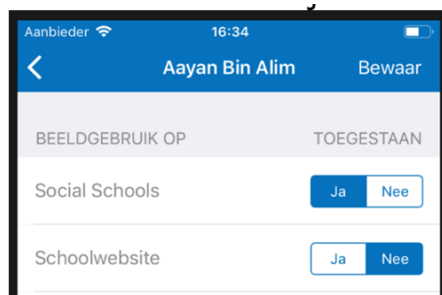 Aanbieder 16:34
Aayan Bin Alim Bewaar
BEELDGEBRUIK OP TOEGESTAAN
Social Schools Ja Nee
Schoolwebsite Ja Nee